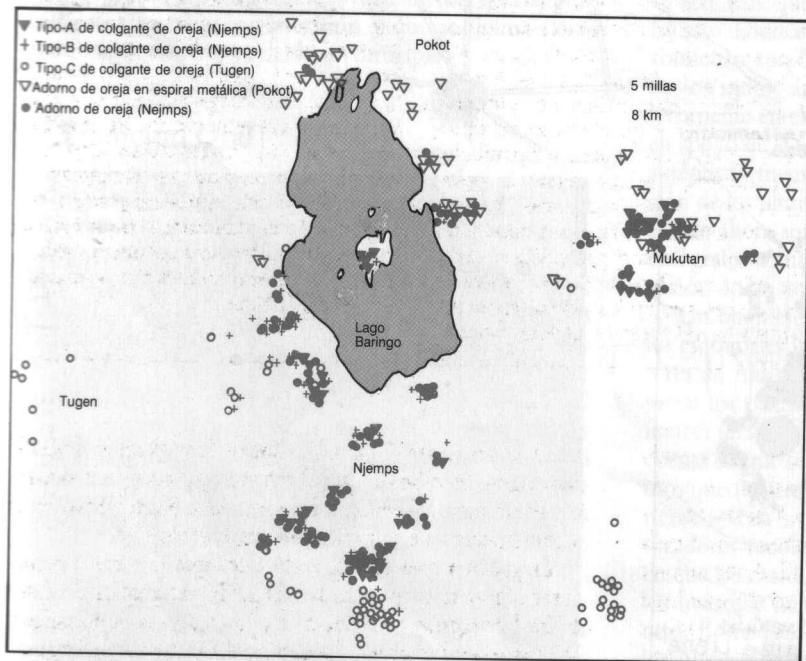 Tipo-A de colgante de oreja (Njemps)
Tipo-B de colgante de oreja (Njemps)
Tipo-C de colgante de oreja (Tugen)
Adorno de oreja en espiral metálica (Pokot)
Adorno de oreja (Nejmps)
Pokot
5 millas
8 km
Mukutan
Lago
Baringo
Tugen
Njemps